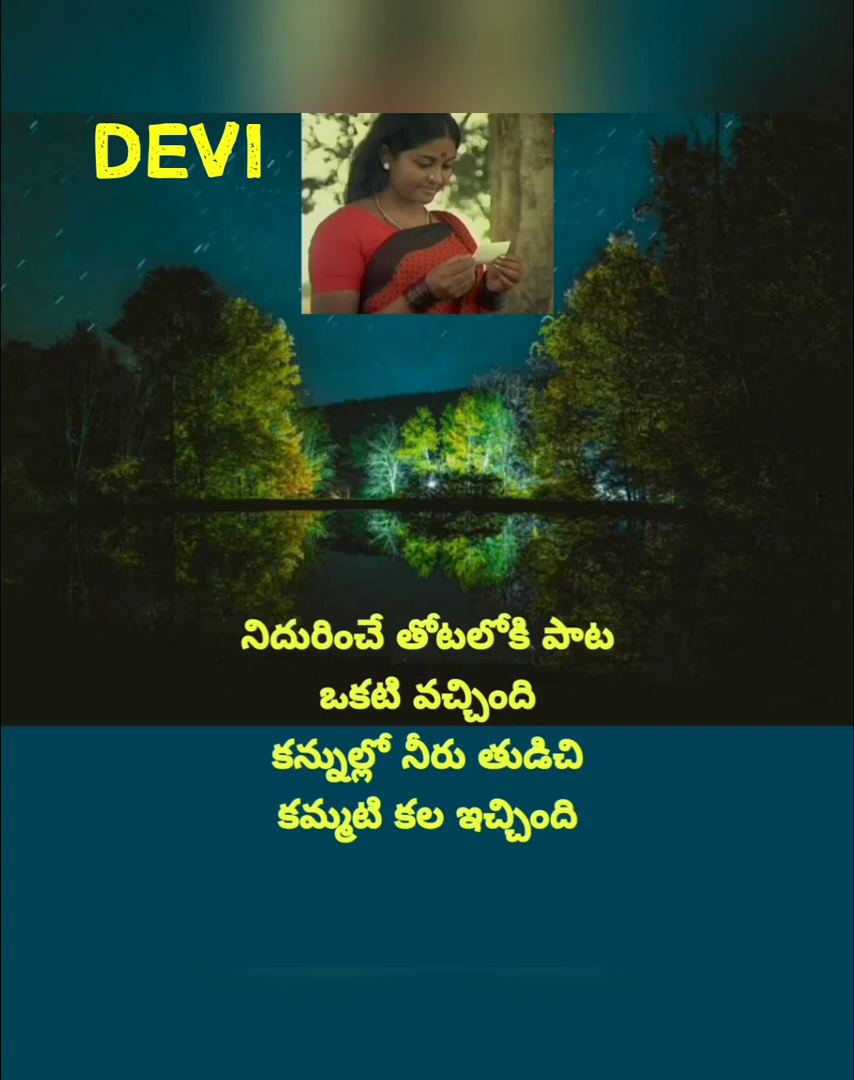 DEVI
నిదురించే తోటలోకి పాట
ఒకటి వచ్చింది
కన్నుల్లో నీరు తుడిచి
కమ్మటి కల ఇచ్చింది